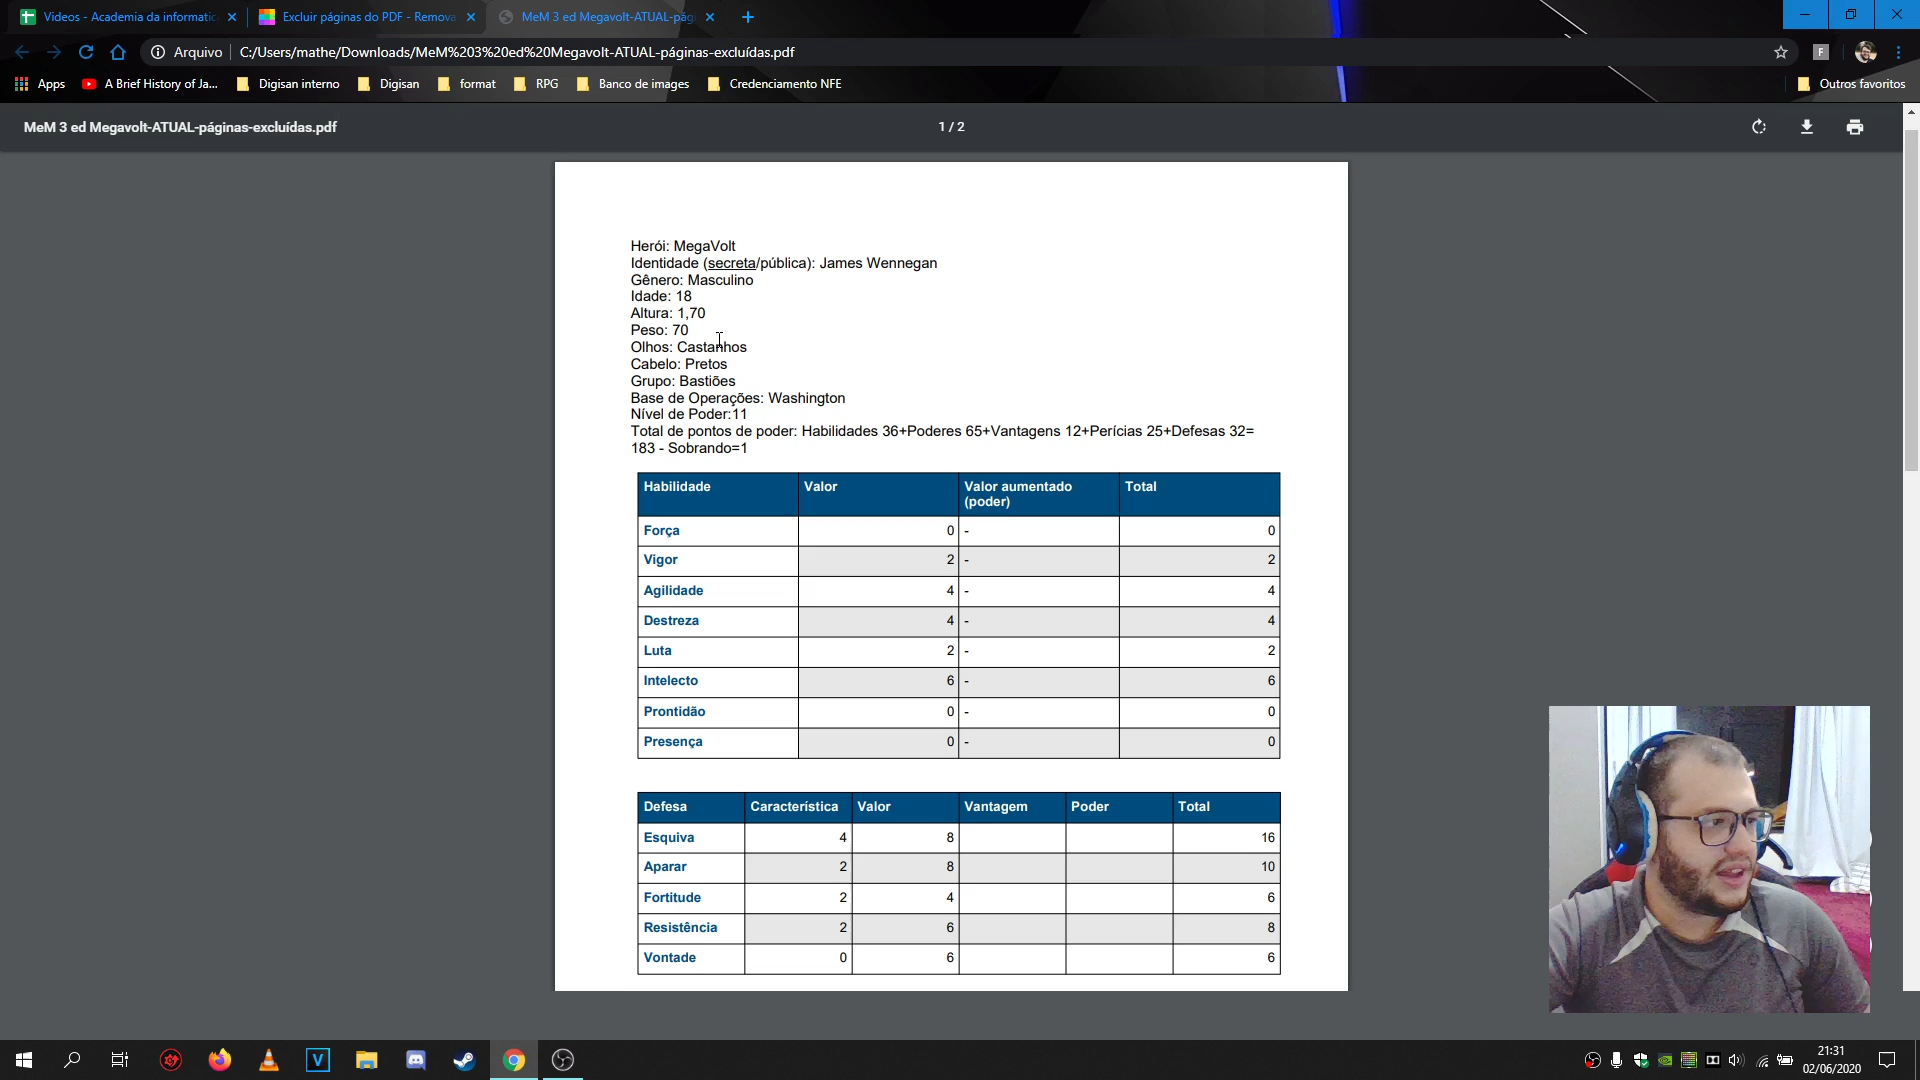 Videos - Academia da informatic
Excluir páginas do PDF - Remova
MeM 3 ed Megavolt-ATUAL-pág
Arquivo
C:/Users/mathe/Downloads/MeM%203%20ed%20Megavolt-ATUAL-páginas-excluídas.pdf
F
Apps
A Brief History of Ja...
Digisan interno
Digisan
format
RPG
Banco de images
Credenciamento NFE
Outros favoritos
MeM 3 ed Megavolt-ATUAL-páginas-excluídas.pdf
1 / 2
Herói: MegaVolt
Identidade (secreta/pública): James Wennegan
Gênero: Masculino
Idade: 18
Altura: 1,70
Peso: 70
Olhos: Castanhos
Cabelo: Pretos
Grupo: Bastiões
Base de Operações: Washington
Nível de Poder:11
Total de pontos de poder: Habilidades 36+Poderes 65+Vantagens 12+Perícias 25+Defesas 32=
183 - Sobrando=1
Habilidade Valor Valor aumentado (poder) Total
Força 0 - 0
Vigor 2 - 2
Agilidade 4 - 4
Destreza 4 - 4
Luta 2 - 2
Intelecto 6 - 6
Prontidão 0 - 0
Presença 0 - 0
Defesa Característica Valor Vantagem Poder Total
Esquiva 4 8 16
Aparar 2 8 10
Fortitude 2 4 6
Resistência 2 6 8
Vontade 0 6 6
V
21:31
02/06/2020